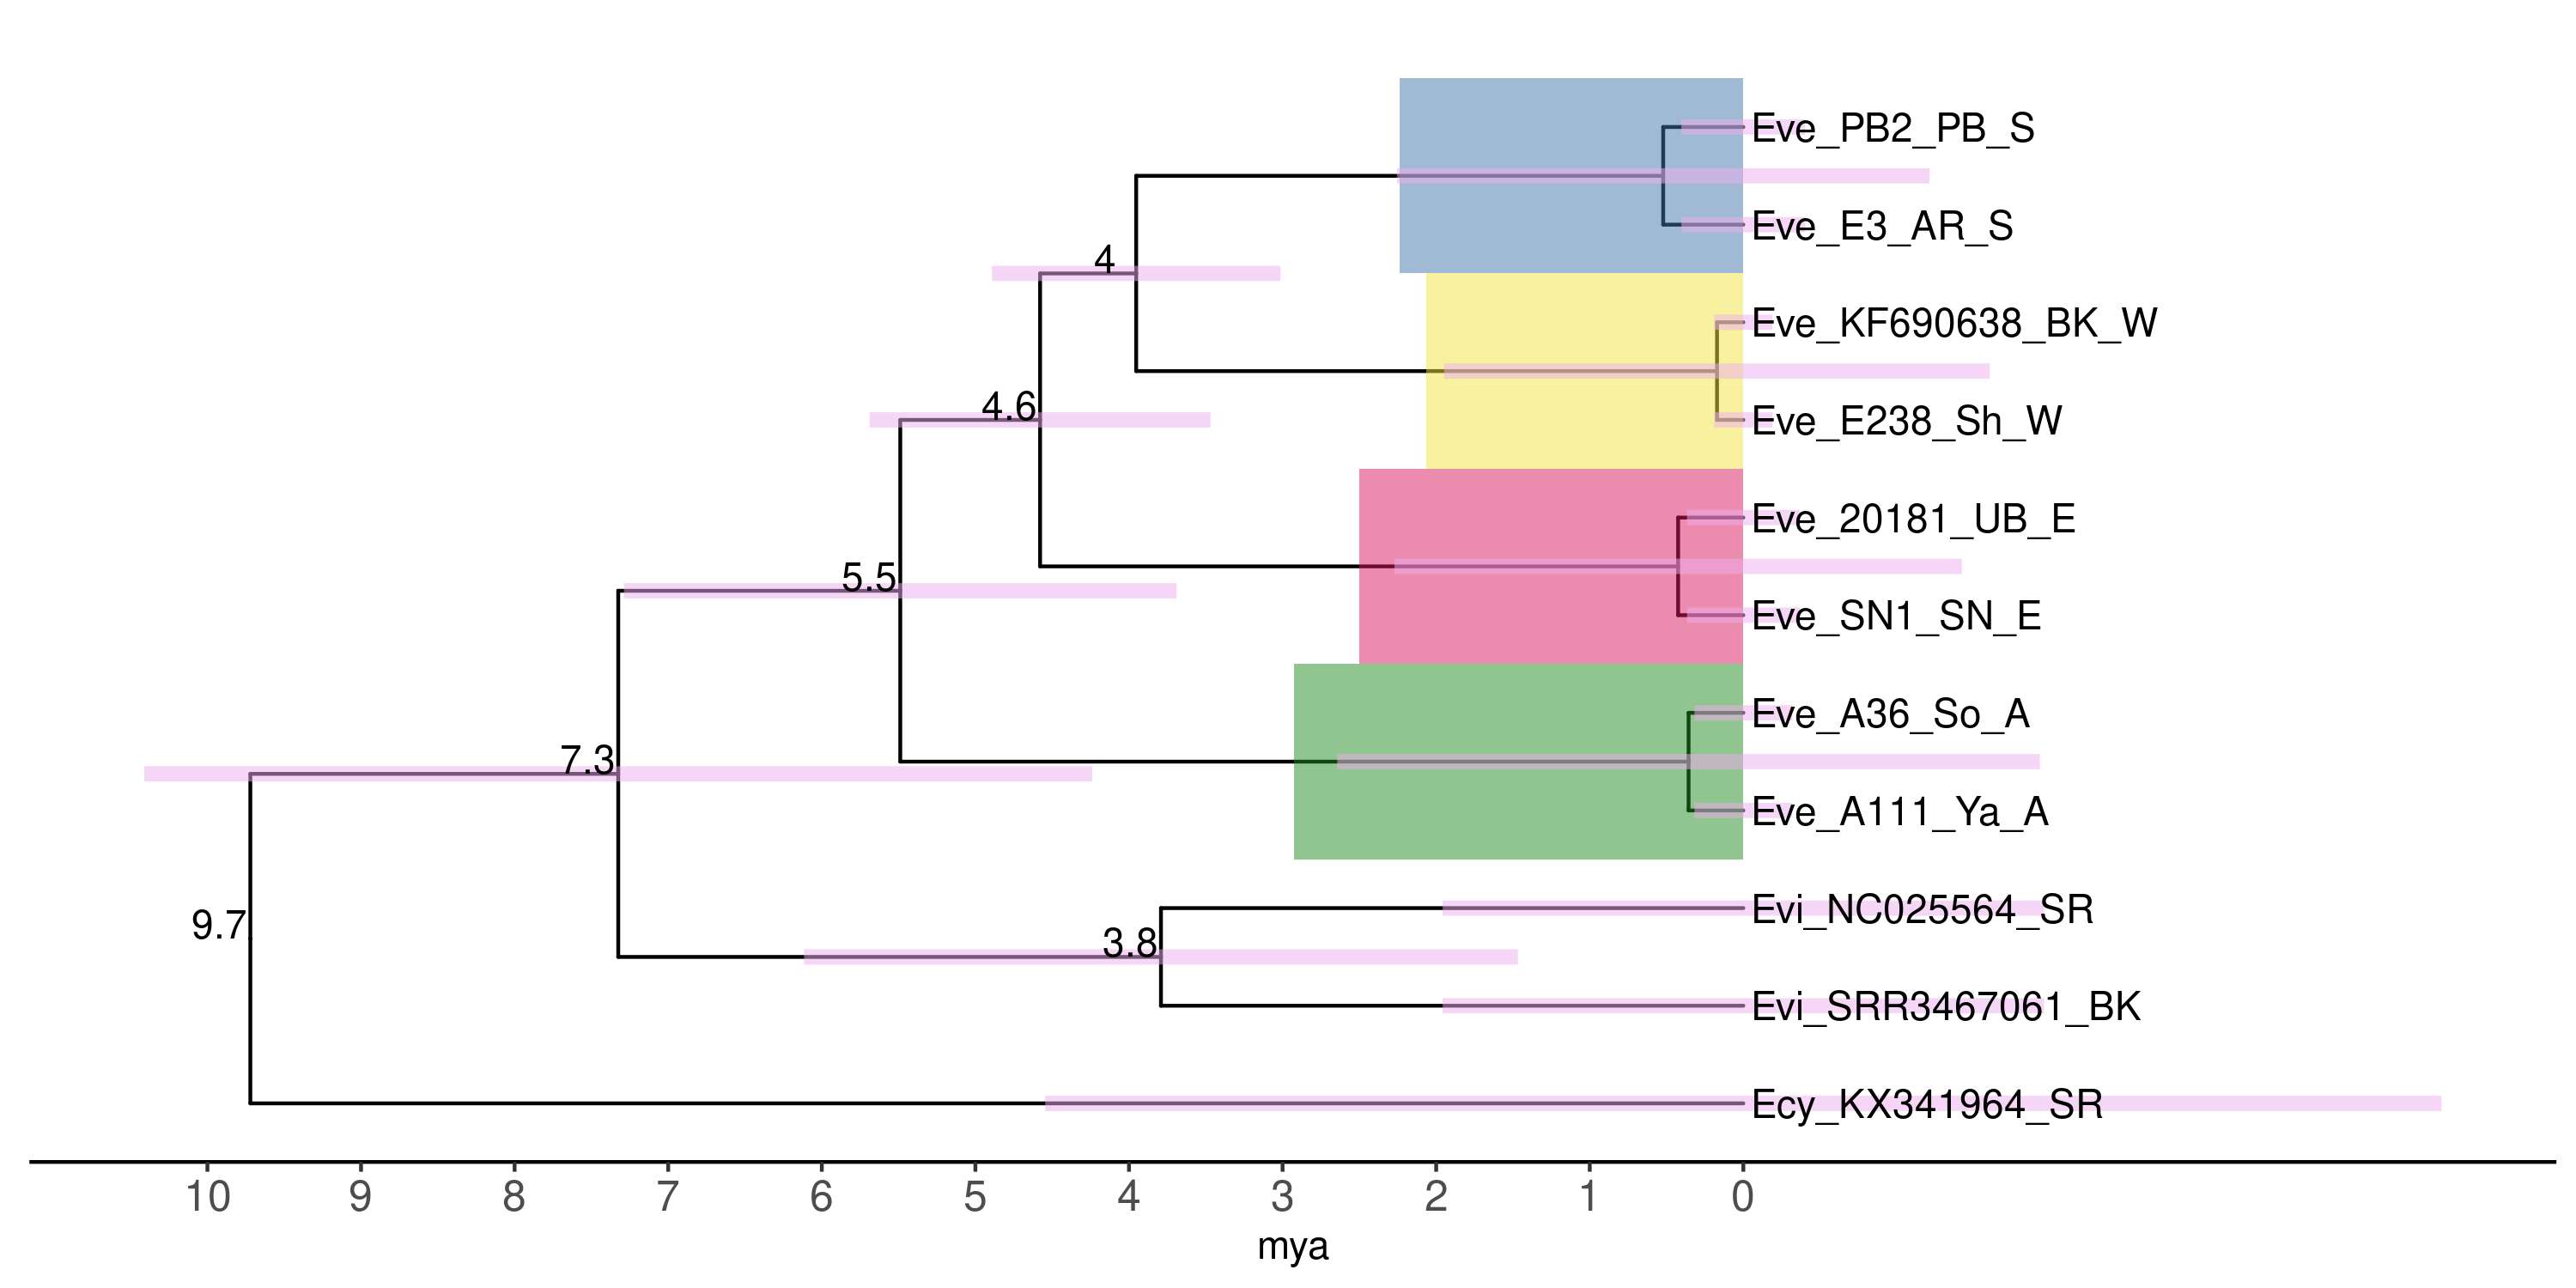 Eve_PB2_PB_S
Eve_E3_AR_S
4
Eve_KF690638_BK_W
4.6
Eve_E238_Sh_W
Eve_20181_UB_E
5.5
Eve_SN1_SN_E
Eve_A36_So_A
7.3
Eve_A111_Ya_A
Evi_NC025564_SR
9.7
3.8
Evi_SRR3467061_BK
Ecy_KX341964_SR
10 9 8 7 6 5 4 3 2 1 0
mya